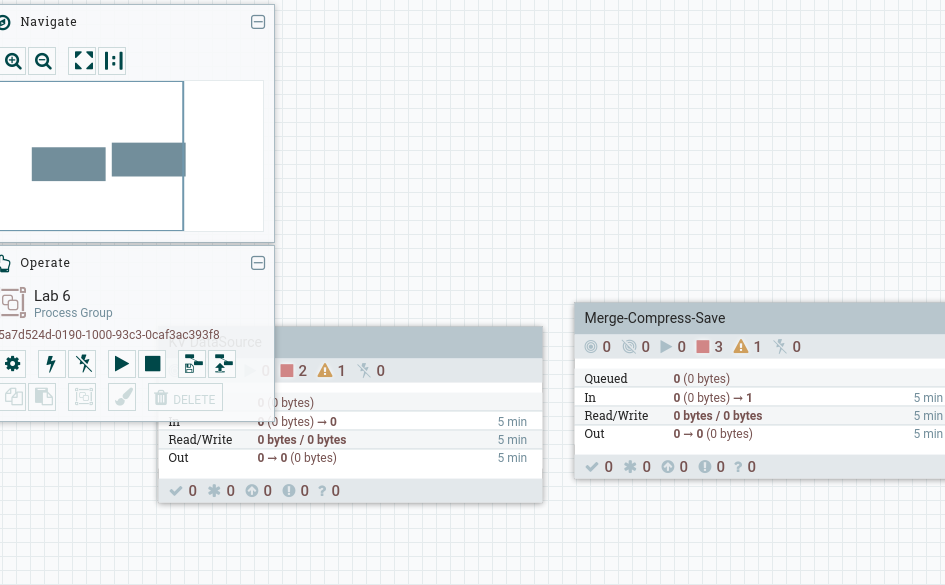 Navigate
Operate
Lab 6
Process Group
5a7d524d-0190-1000-93c3-0caf3ac393f8
DELETE
DataSource
0 2 1 0
0 (0 bytes)
In 0 (0 bytes) → 0 5 min
Read/Write 0 bytes / 0 bytes 5 min
Out 0 → 0 (0 bytes) 5 min
0 0 0 0 ? 0
Merge-Compress-Save
0 0 0 3 1 0
Queued 0 (0 bytes)
In 0 (0 bytes) → 1 5 min
Read/Write 0 bytes / 0 bytes 5 min
Out 0 → 0 (0 bytes) 5 min
0 0 0 0 ? 0